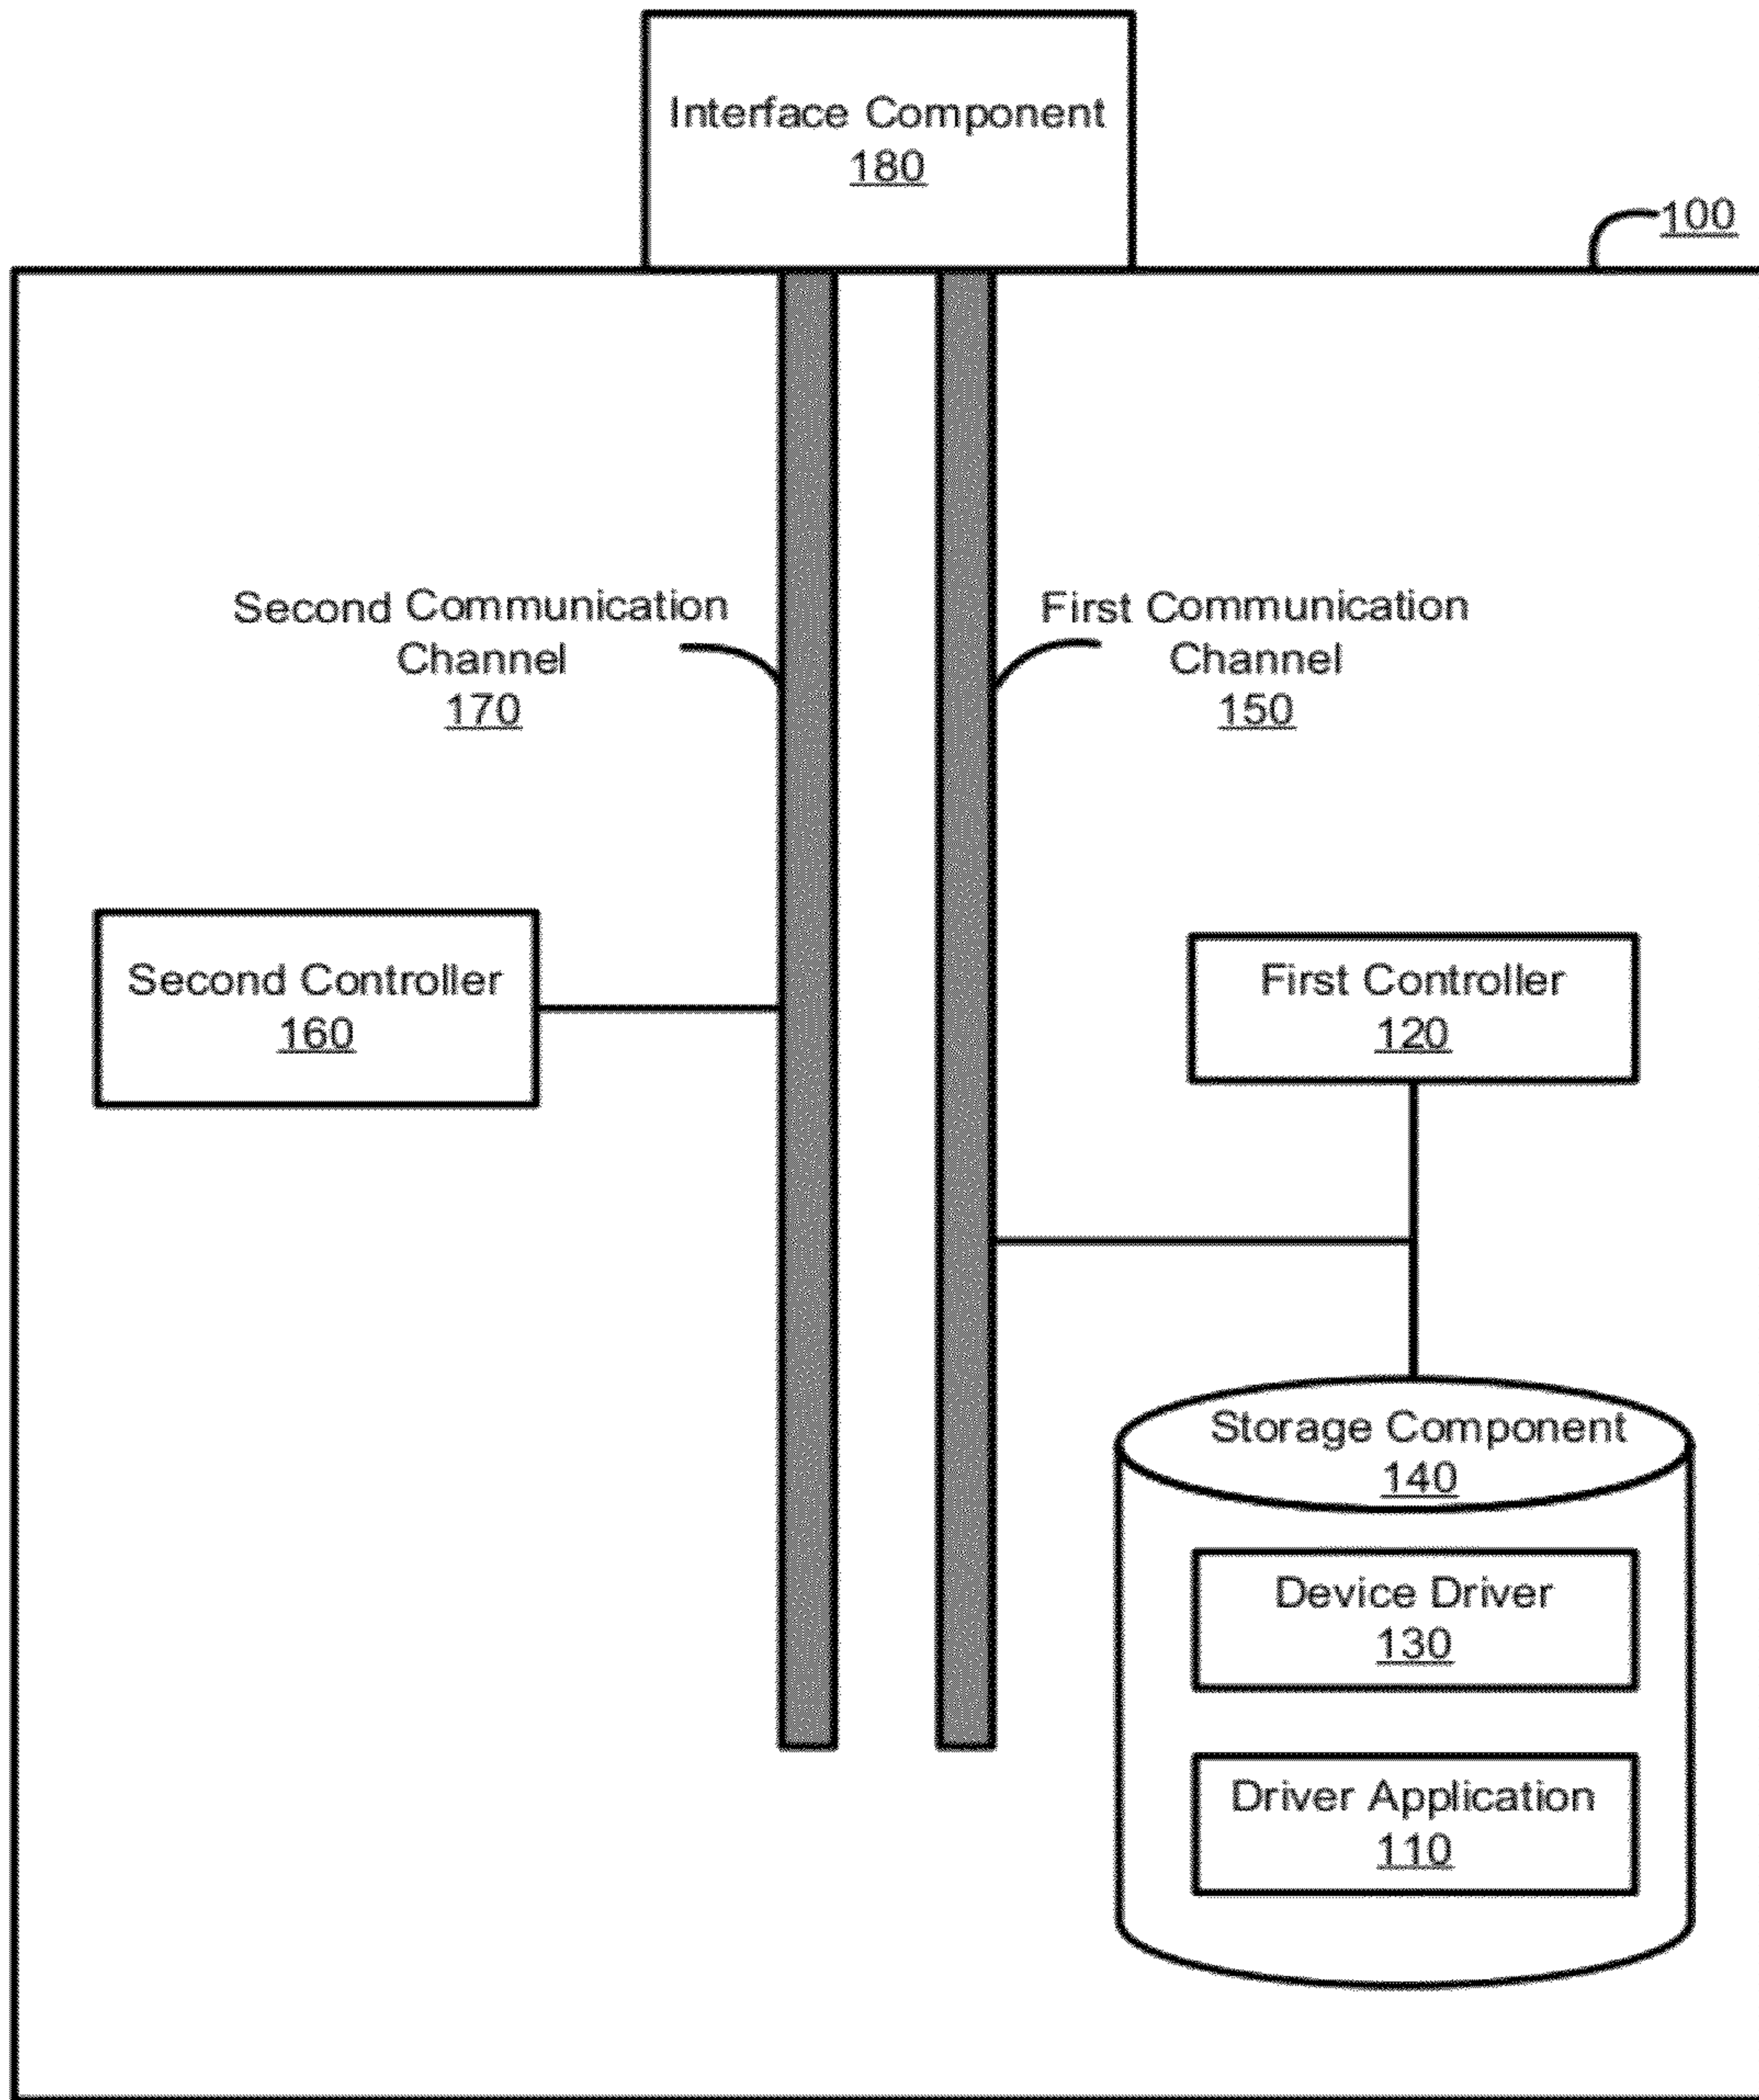 Interface Component
180
100
Second Communication
Channel
170
First Communication
Channel
150
Second Controller
160
First Controller
120
Storage Component
140
Device Driver
130
Driver Application
110